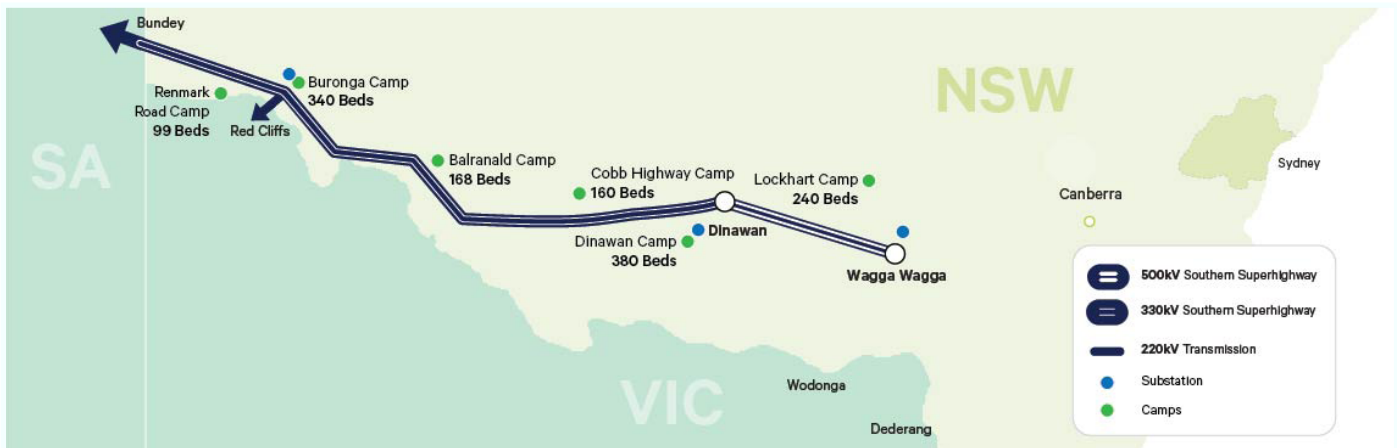 Bundey
Renmark
Road Camp
99 Beds
Buronga Camp
340 Beds
Red Cliffs
SA
Balranald Camp
168 Beds
Cobb Highway Camp
160 Beds
Dinawan Camp
380 Beds
Dinawan
Lockhart Camp
240 Beds
Wagga Wagga
NSW
Sydney
Canberra
VIC
Wodonga
Dederang
500kV Southern Superhighway
330kV Southern Superhighway
220kV Transmission
Substation
Camps